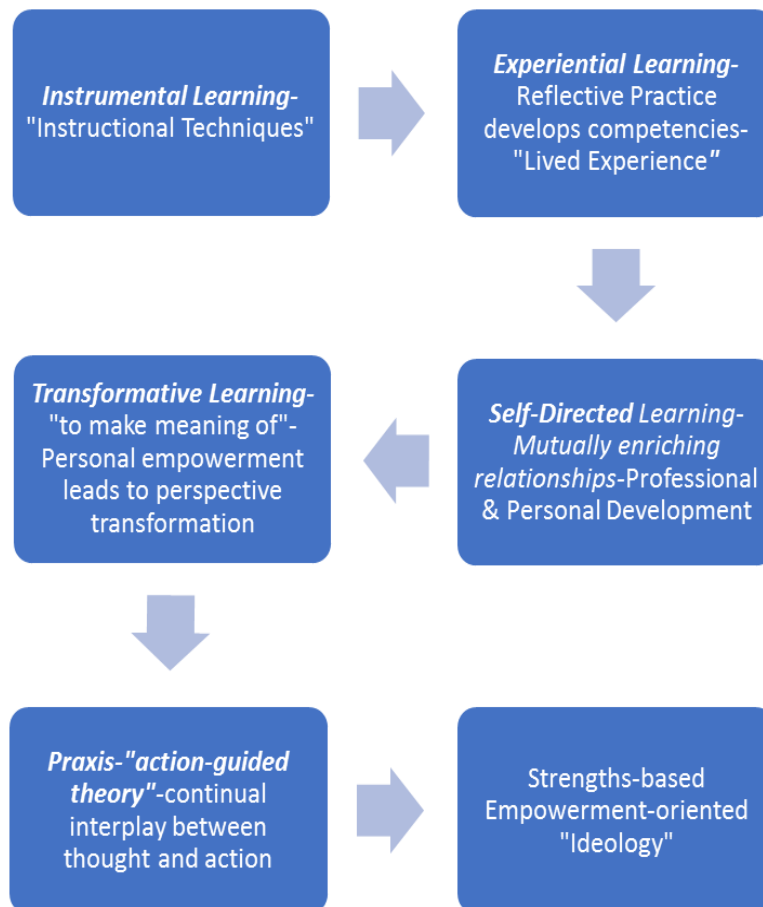 Instrumental Learning-
"Instructional Techniques"
Experiential Learning-
Reflective Practice
develops competencies-
"Lived Experience"
Self-Directed Learning-
Mutually enriching
relationships-Professional
& Personal Development
Transformative Learning-
"to make meaning of"-
Personal empowerment
leads to perspective
transformation
Praxis-"action-guided
theory"-continual
interplay between
thought and action
Strengths-based
Empowerment-oriented
"Ideology"